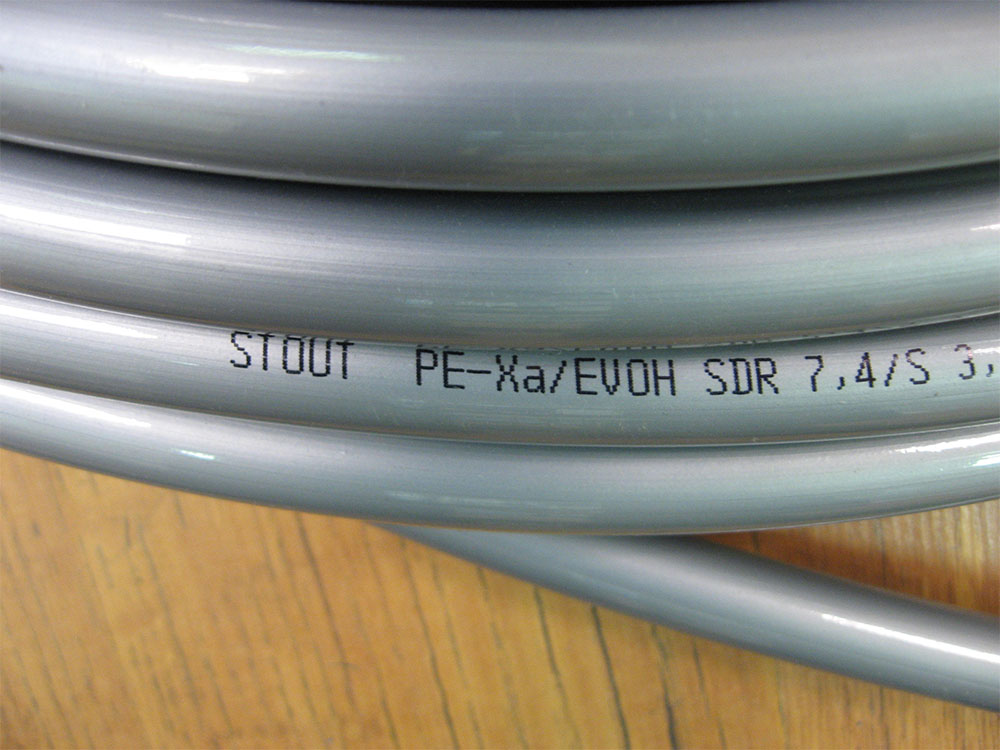 STOUT PE-Xa/EVOH SDR 7,4/S 3,